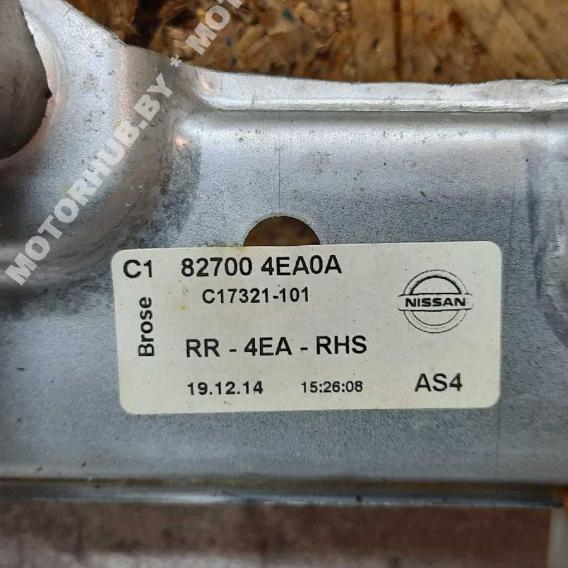 MOTORHUB.BY * MOTORHUB
C1 82700 4EA0A
C17321-101
NISSAN
Brose
RR - 4EA - RHS
19.12.14 15:26:08 AS4